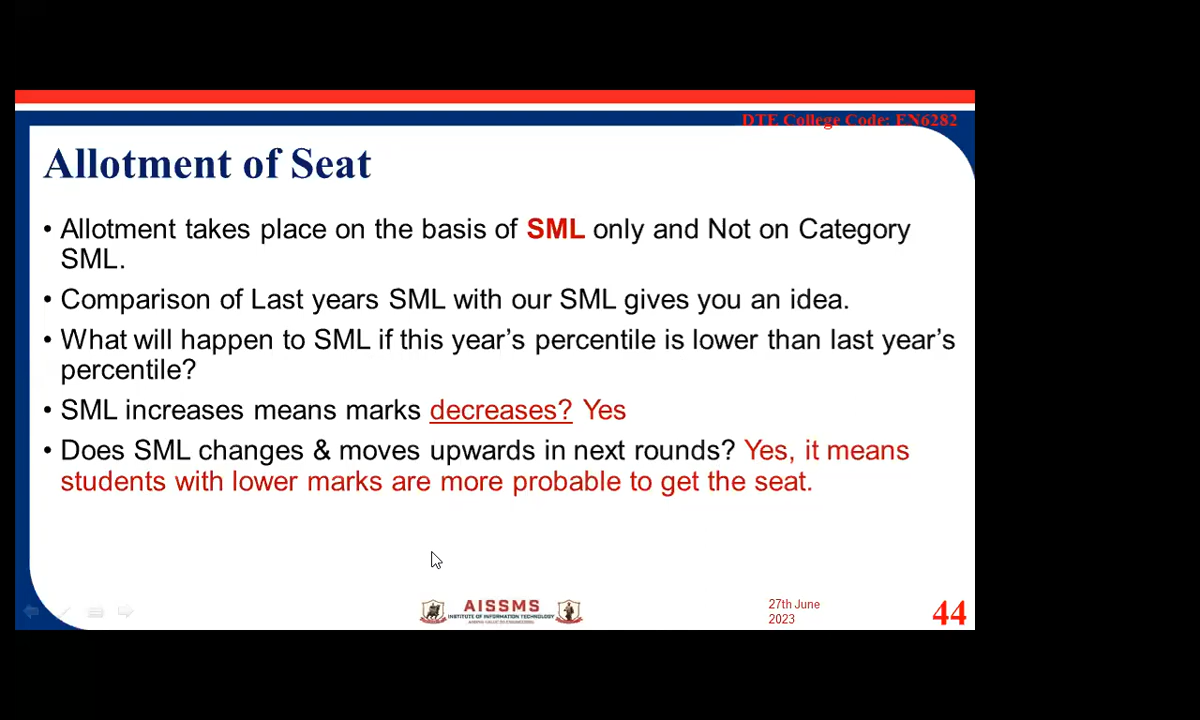 DTE College Code: EN6282
Allotment of Seat
• Allotment takes place on the basis of SML only and Not on Category
SML.
• Comparison of Last years SML with our SML gives you an idea.
• What will happen to SML if this year's percentile is lower than last year's
percentile?
• SML increases means marks decreases? Yes
• Does SML changes & moves upwards in next rounds? Yes, it means
students with lower marks are more probable to get the seat.
AISSMS
INSTITUTE OF INFORMATION TECHNOLOGY
27th June
2023
44